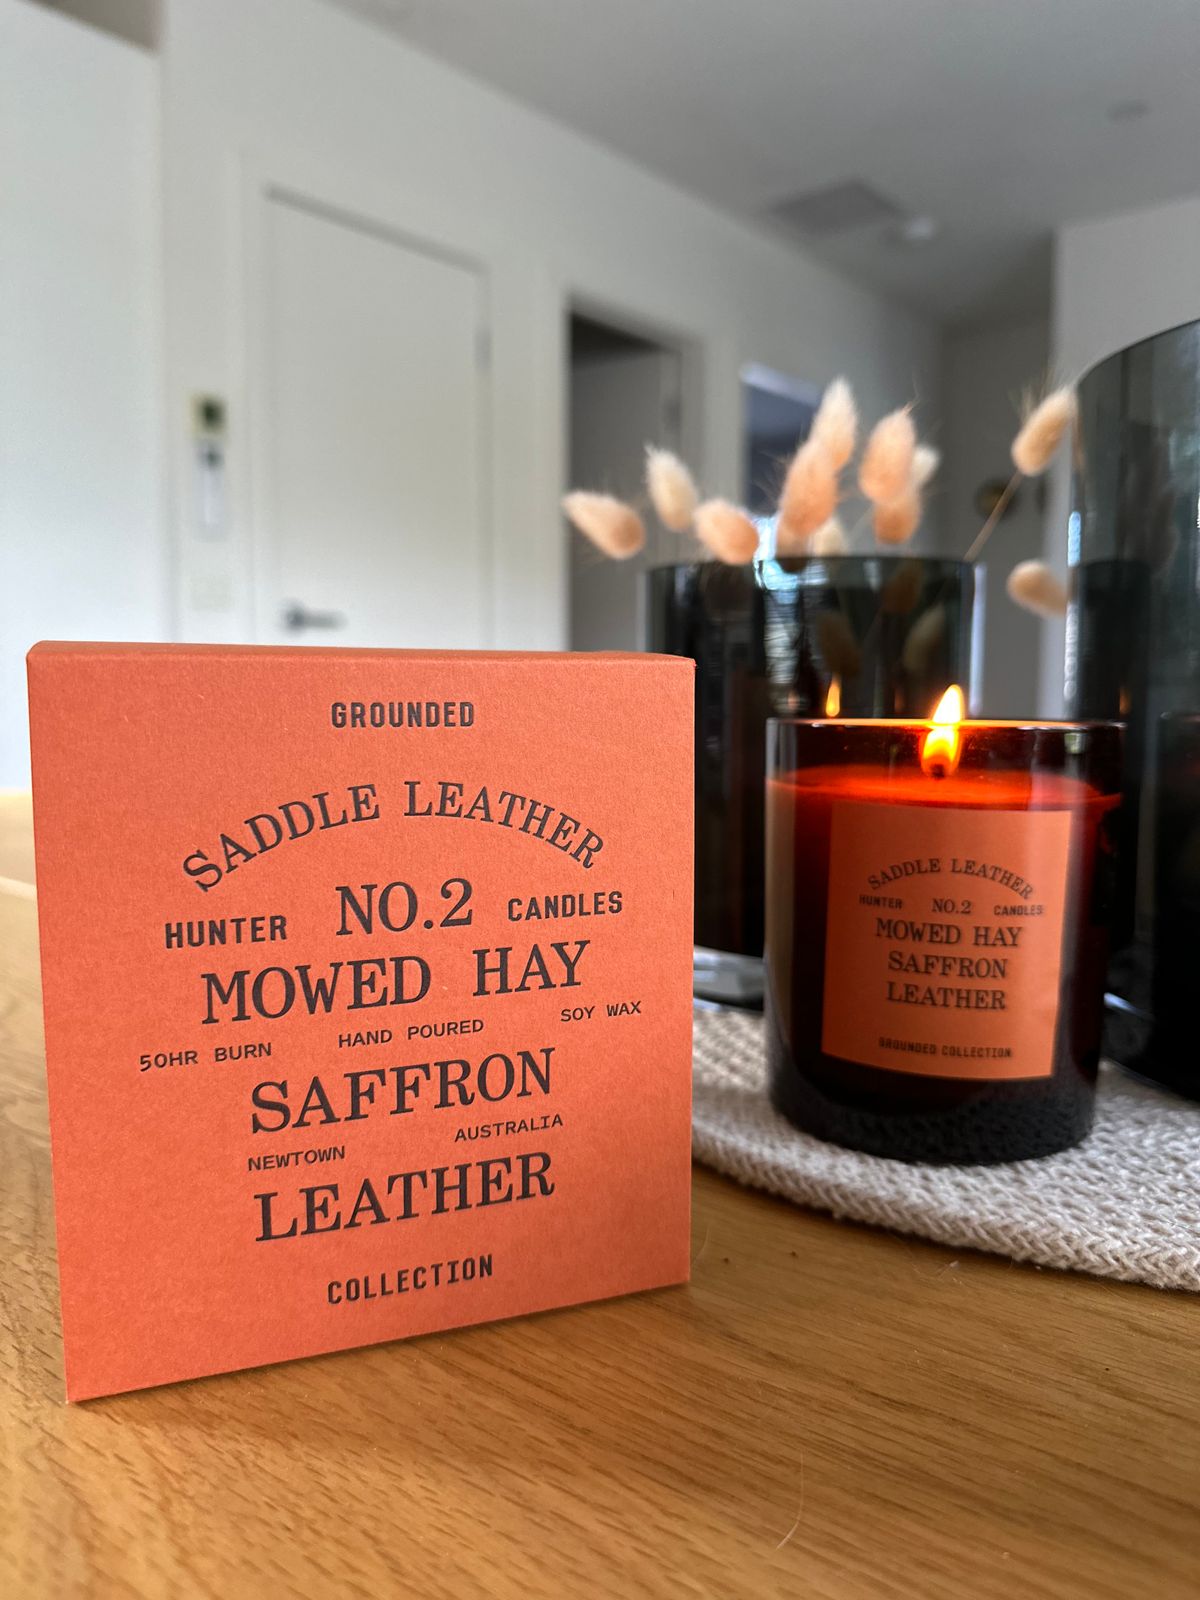 GROUNDED
SADDLE LEATHER
HUNTER NO.2 CANDLES
MOWED HAY
50HR BURN HAND POURED SOY WAX
SAFFRON
NEWTOWN AUSTRALIA
LEATHER
COLLECTION
SADDLE LEATHER
HUNTER NO.2 CANDLES
MOWED HAY
SAFFRON
LEATHER
GROUNDED COLLECTION